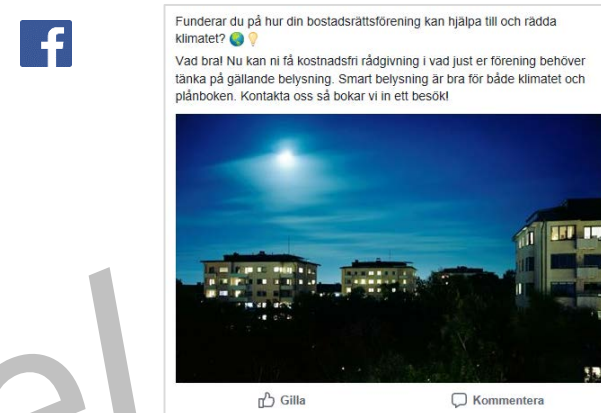 Funderar du på hur din bostadsrättsförening kan hjälpa till och rädda
klimatet? 🌍💡
Vad bra! Nu kan ni få kostnadsfri rådgivning i vad just er förening behöver
tänka på gällande belysning. Smart belysning är bra för både klimatet och
plånboken. Kontakta oss så bokar vi in ett besök!
Gilla Kommentera